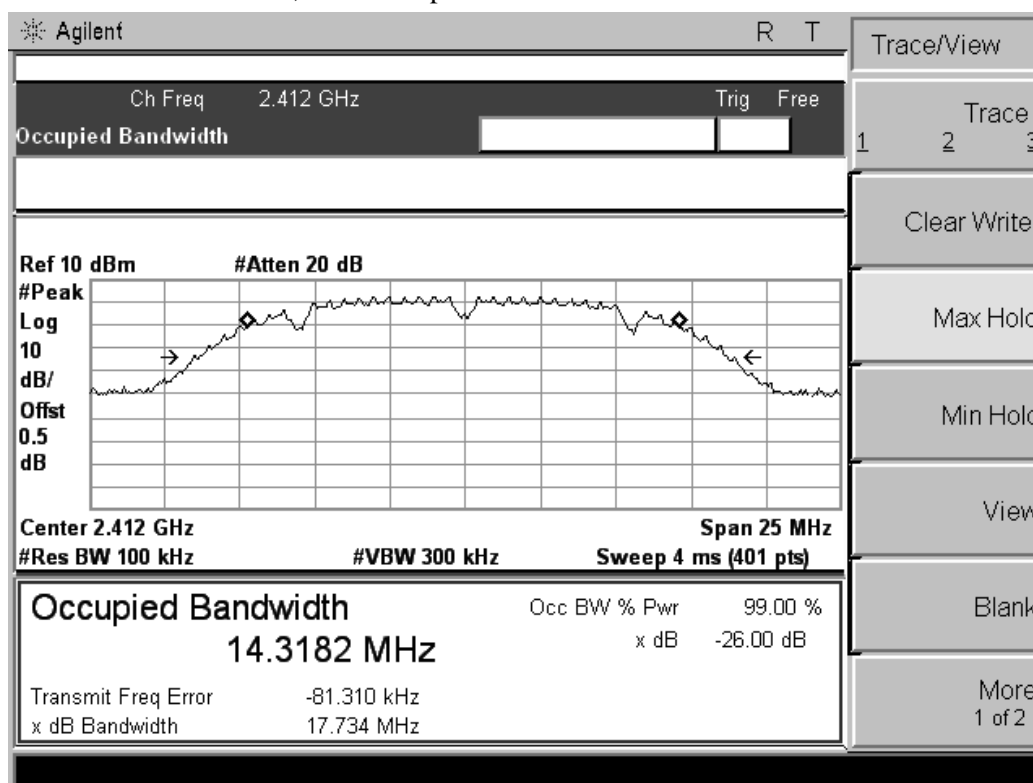 Agilent R T
Trace/View
Ch Freq 2.412 GHz Trig Free
Occupied Bandwidth
Trace
1 2 3
Clear Write
Max Hold
Ref 10 dBm #Atten 20 dB
#Peak
Log
10
dB/
Offst
0.5
dB
Min Hold
View
Center 2.412 GHz Span 25 MHz
#Res BW 100 kHz #VBW 300 kHz Sweep 4 ms (401 pts)
Occupied Bandwidth
14.3182 MHz
Occ BW % Pwr 99.00 %
x dB -26.00 dB
Transmit Freq Error -81.310 kHz
x dB Bandwidth 17.734 MHz
Blank
More
1 of 2